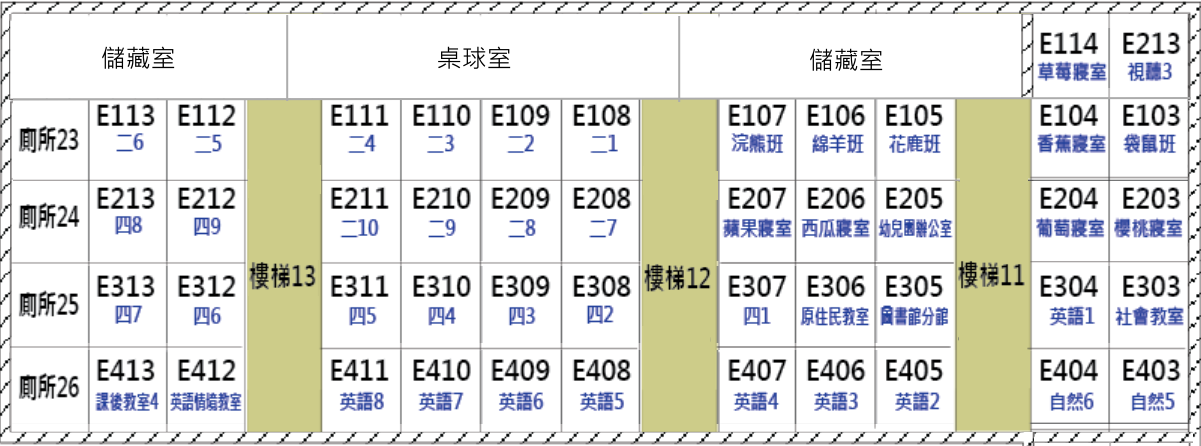 儲藏室 桌球室 儲藏室 E114 E213
草莓寢室 視聽3
廁所23 E113 E112 E111 E110 E109 E108 E107 E106 E105 E104 E103
二6 二5 二4 二3 二2 二1 浣熊班 綿羊班 花鹿班 香蕉寢室 袋鼠班
廁所24 E213 E212 E211 E210 E209 E208 E207 E206 E205 E204 E203
四8 四9 二10 二9 二8 二7 蘋果寢室 西瓜寢室 幼兒園辦公室 葡萄寢室 櫻桃寢室
樓梯13 樓梯12 樓梯11
廁所25 E313 E312 E311 E310 E309 E308 E307 E306 E305 E304 E303
四7 四6 四5 四4 四3 四2 四1 原住民教室 圖書館分館 英語1 社會教室
廁所26 E413 E412 E411 E410 E409 E408 E407 E406 E405 E404 E403
課後教室4 英語情境教室 英語8 英語7 英語6 英語5 英語4 英語3 英語2 自然6 自然5